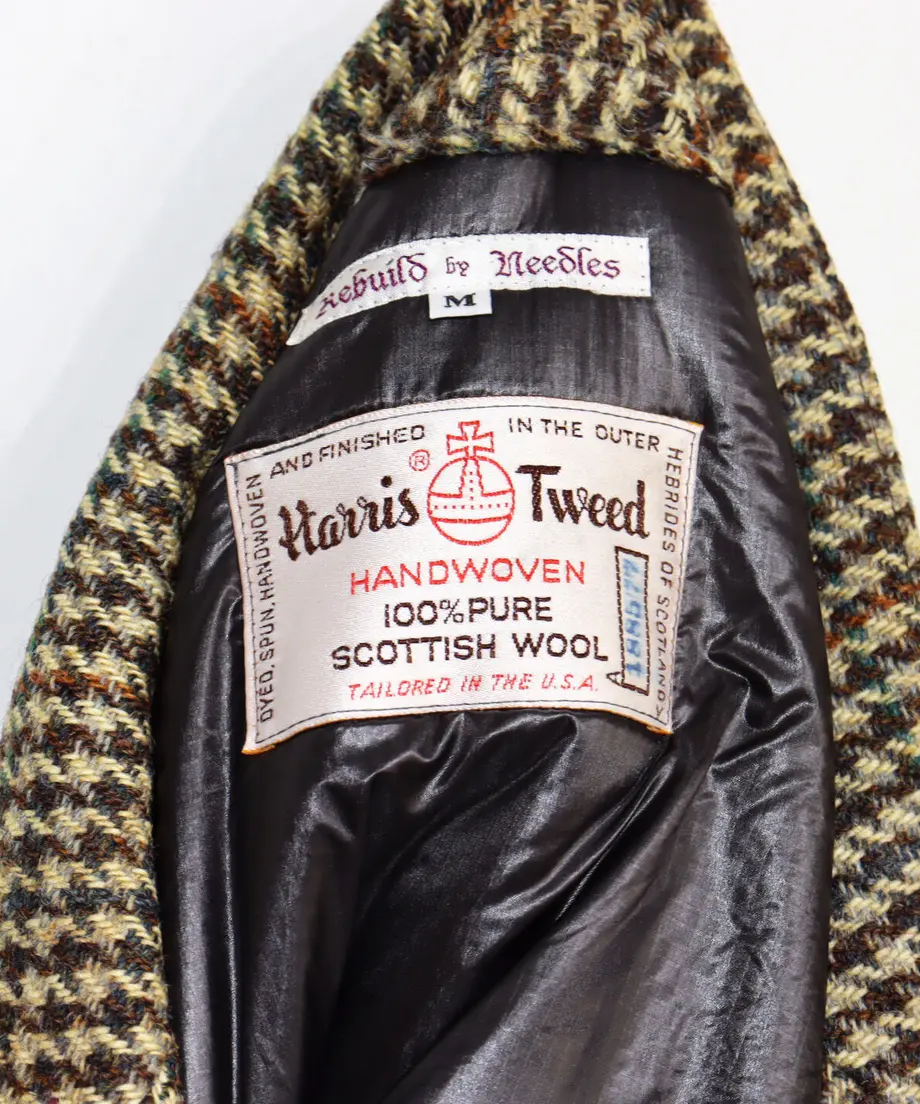 Rebuild by Needles
M
DYED, SPUN, HANDWOVEN
AND FINISHED
IN THE OUTER
HEBRIDES OF SCOTLAND
Harris ® Tweed
HANDWOVEN
100% PURE
SCOTTISH WOOL
TAILORED IN THE U.S.A.